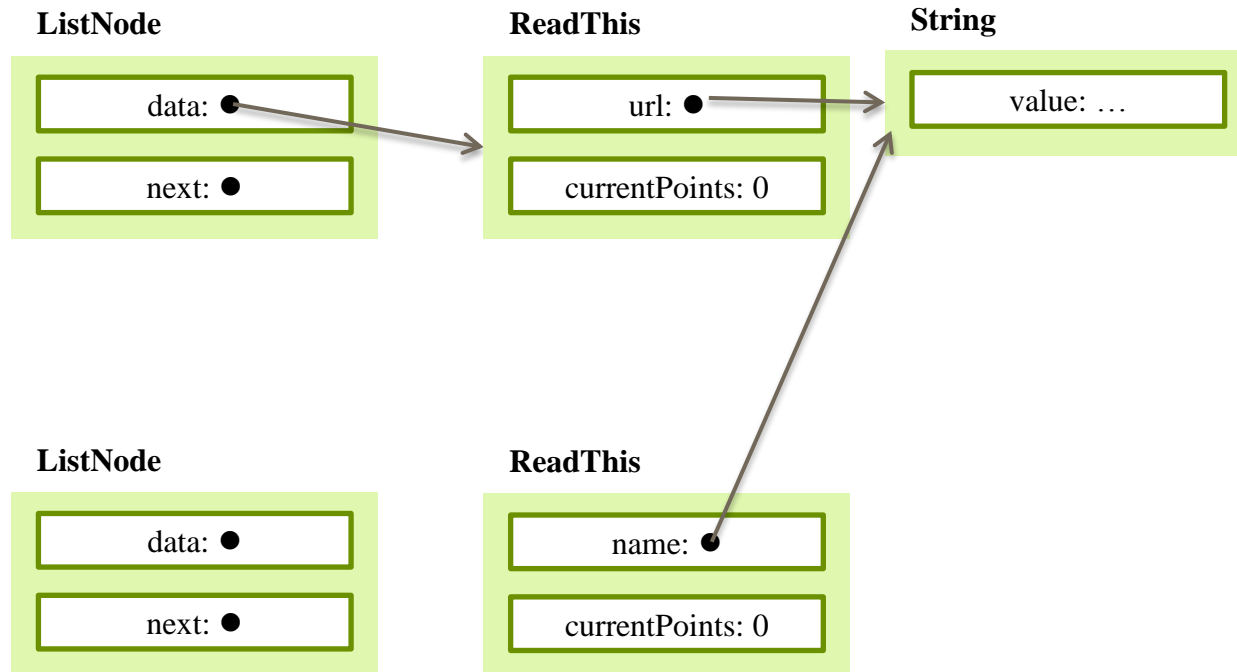 ListNode
data: ●
next: ●
ReadThis
url: ●
currentPoints: 0
String
value: …
ListNode
data: ●
next: ●
ReadThis
name: ●
currentPoints: 0